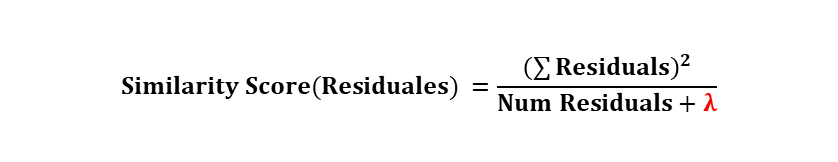 Similarity Score(Residuales) = (∑ Residuals)² / Num Residuals + λ